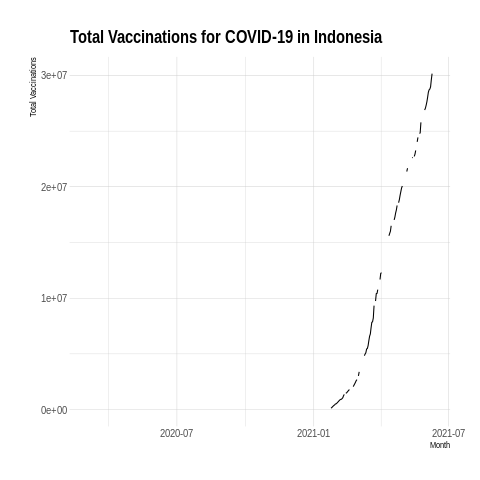 Total Vaccinations for COVID-19 in Indonesia
Total Vaccinations
3e+07
2e+07
1e+07
0e+00
2020-07
2021-01
2021-07
Month